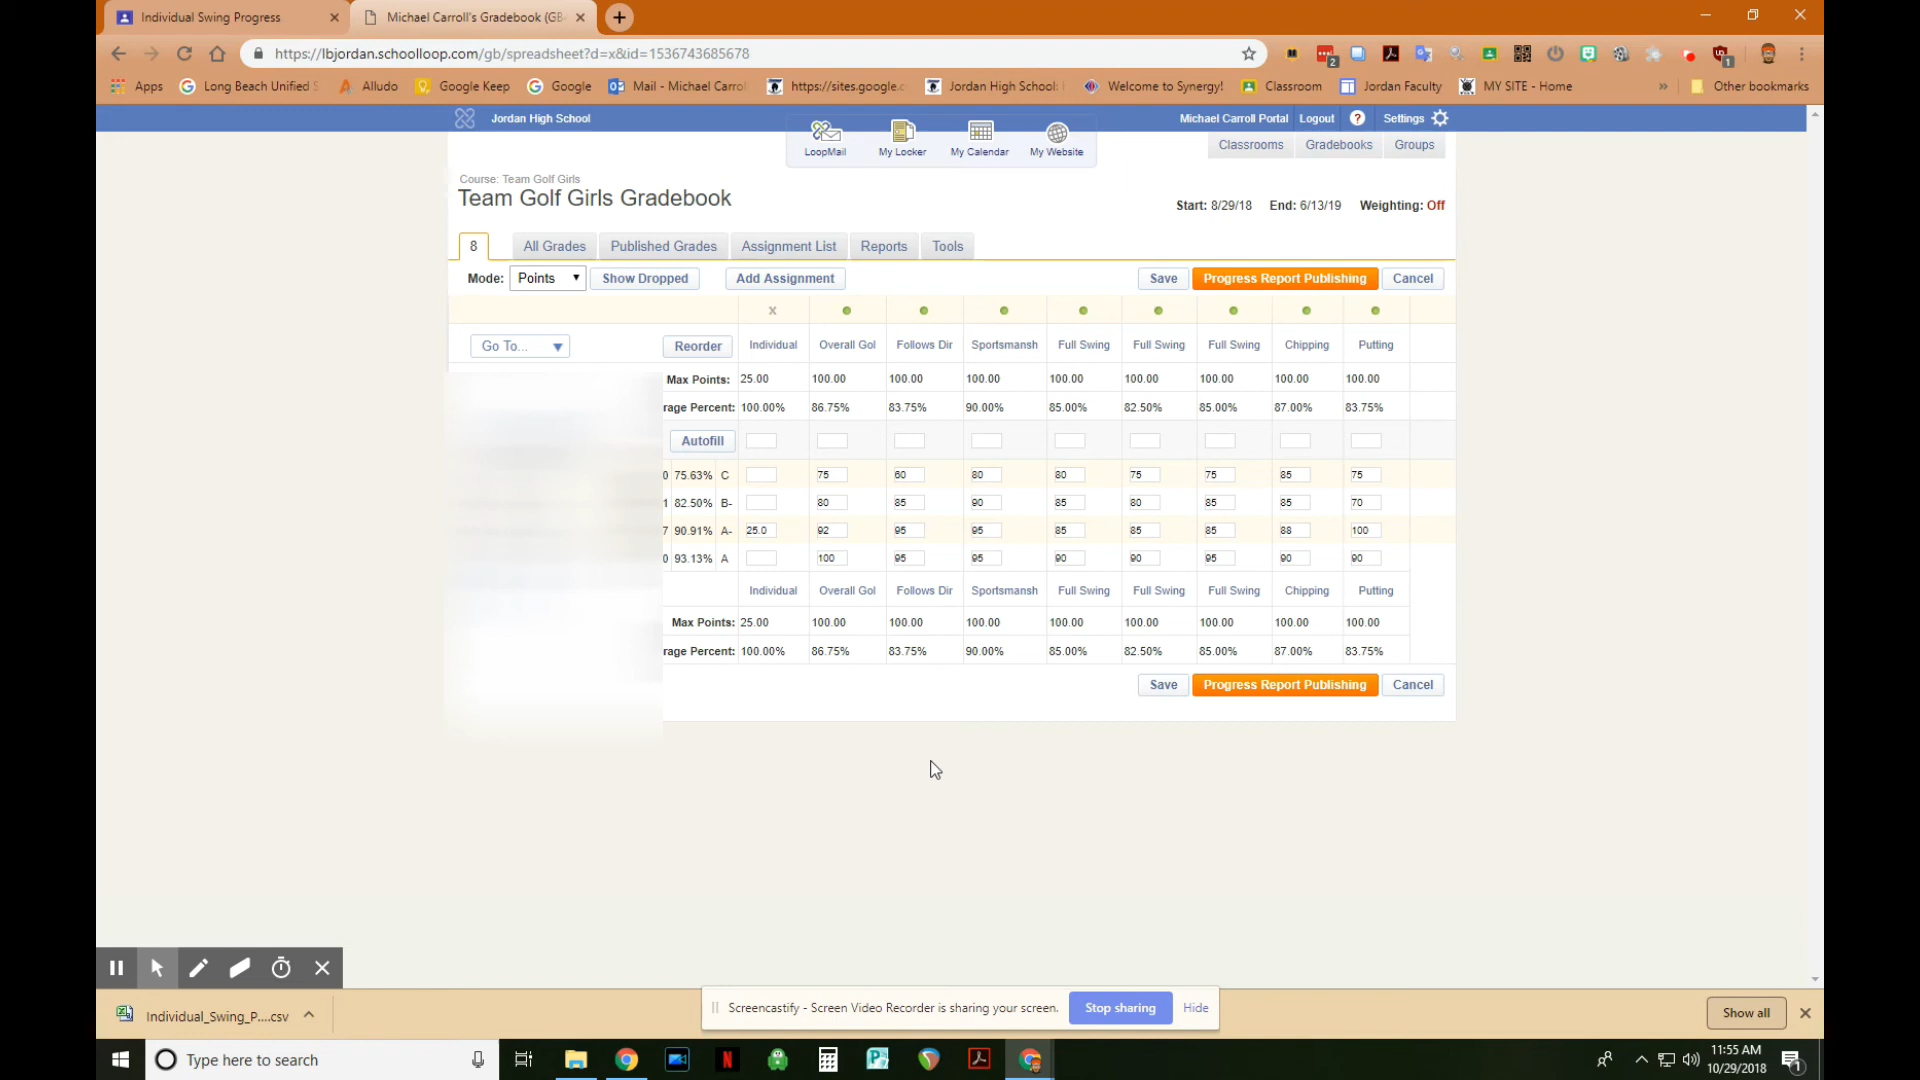 Individual Swing Progress
Michael Carroll's Gradebook (GB-
https://lbjordan.schoolloop.com/gb/spreadsheet?d=x&id=1536743685678
2
1
Apps Long Beach Unified Alludo Google Keep Google Mail - Michael Carrol https://sites.google.c Jordan High School: Welcome to Synergy! Classroom Jordan Faculty MY SITE - Home » Other bookmarks
Jordan High School
LoopMail My Locker My Calendar My Website
Michael Carroll Portal Logout ? Settings
Classrooms Gradebooks Groups
Course: Team Golf Girls
Team Golf Girls Gradebook
Start: 8/29/18 End: 6/13/19 Weighting: Off
8 All Grades Published Grades Assignment List Reports Tools
Mode: Points Show Dropped Add Assignment Save Progress Report Publishing Cancel
x
Go To... Reorder Individual Overall Gol Follows Dir Sportsmansh Full Swing Full Swing Full Swing Chipping Putting
Max Points: 25.00 100.00 100.00 100.00 100.00 100.00 100.00 100.00 100.00
rage Percent: 100.00% 86.75% 83.75% 90.00% 85.00% 82.50% 85.00% 87.00% 83.75%
Autofill
0 75.63% C 75 60 80 80 75 75 85 75
1 82.50% B- 80 85 90 85 80 85 85 70
7 90.91% A- 25.0 92 95 95 85 85 85 88 100
0 93.13% A 100 95 95 90 90 95 90 90
Individual Overall Gol Follows Dir Sportsmansh Full Swing Full Swing Full Swing Chipping Putting
Max Points: 25.00 100.00 100.00 100.00 100.00 100.00 100.00 100.00 100.00
rage Percent: 100.00% 86.75% 83.75% 90.00% 85.00% 82.50% 85.00% 87.00% 83.75%
Save Progress Report Publishing Cancel
Individual_Swing_P....csv
Screencastify - Screen Video Recorder is sharing your screen. Stop sharing Hide
Show all
Type here to search
11:55 AM
10/29/2018
1